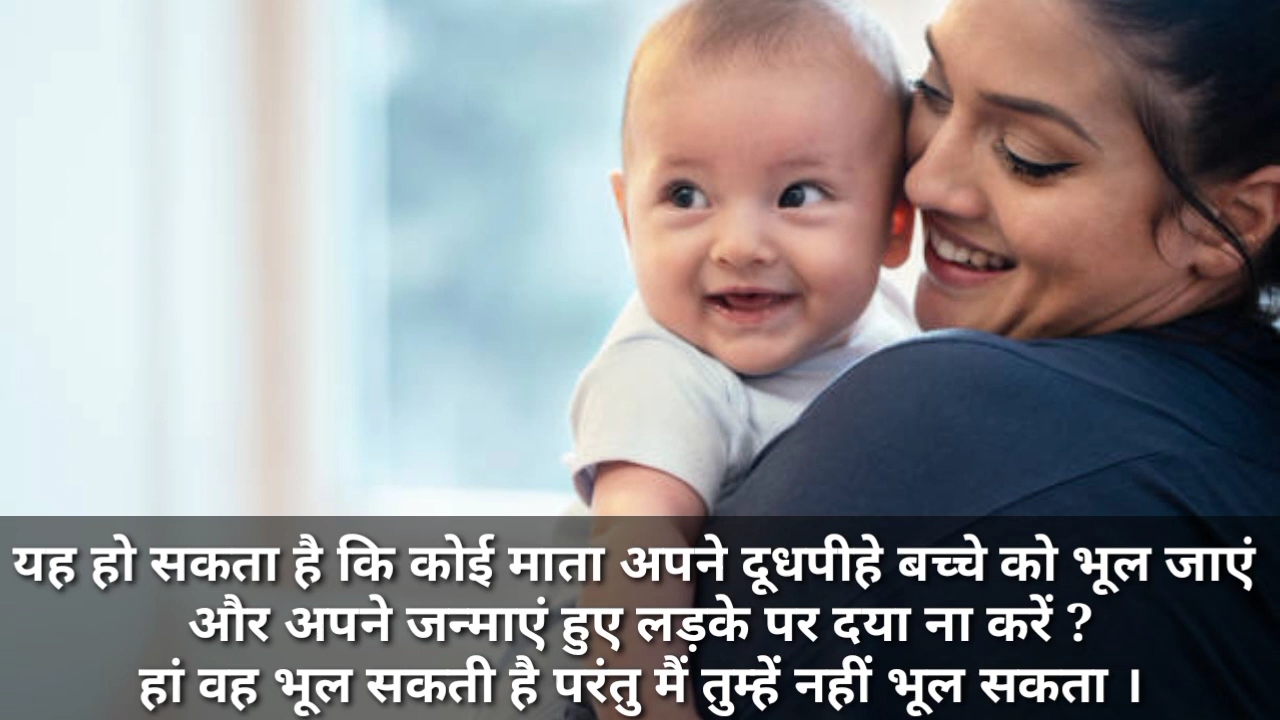 यह हो सकता है कि कोई माता अपने दूधपीहे बच्चे को भूल जाएं
और अपने जन्माएं हुए लड़के पर दया ना करें ?
हां वह भूल सकती है परंतु मैं तुम्हें नहीं भूल सकता ।